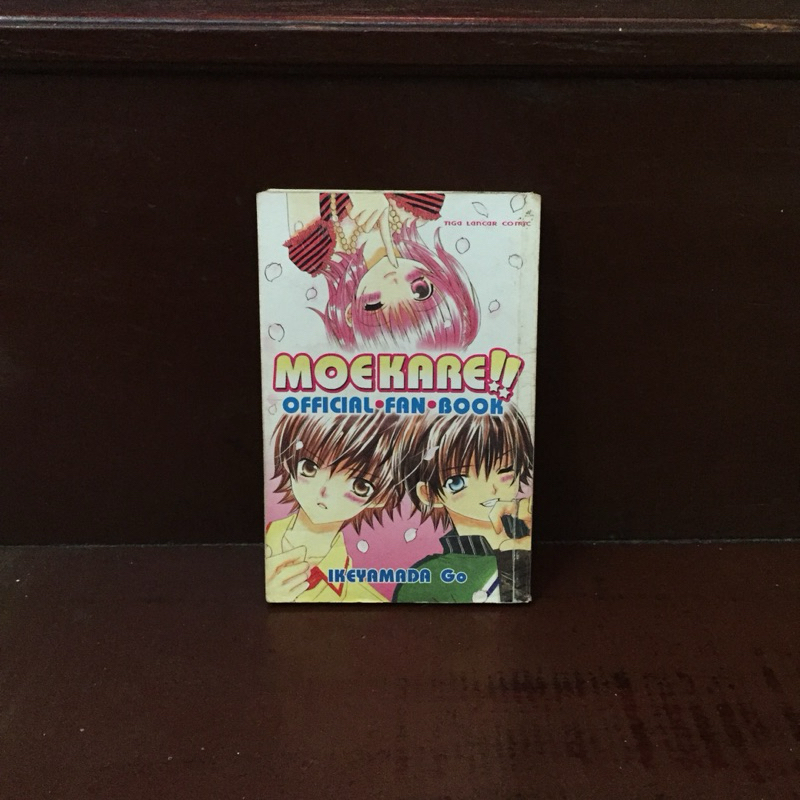 TIGA LANCAR COMIC
MOEKARE!!
OFFICIAL•FAN•BOOK
IKEYAMADA GO